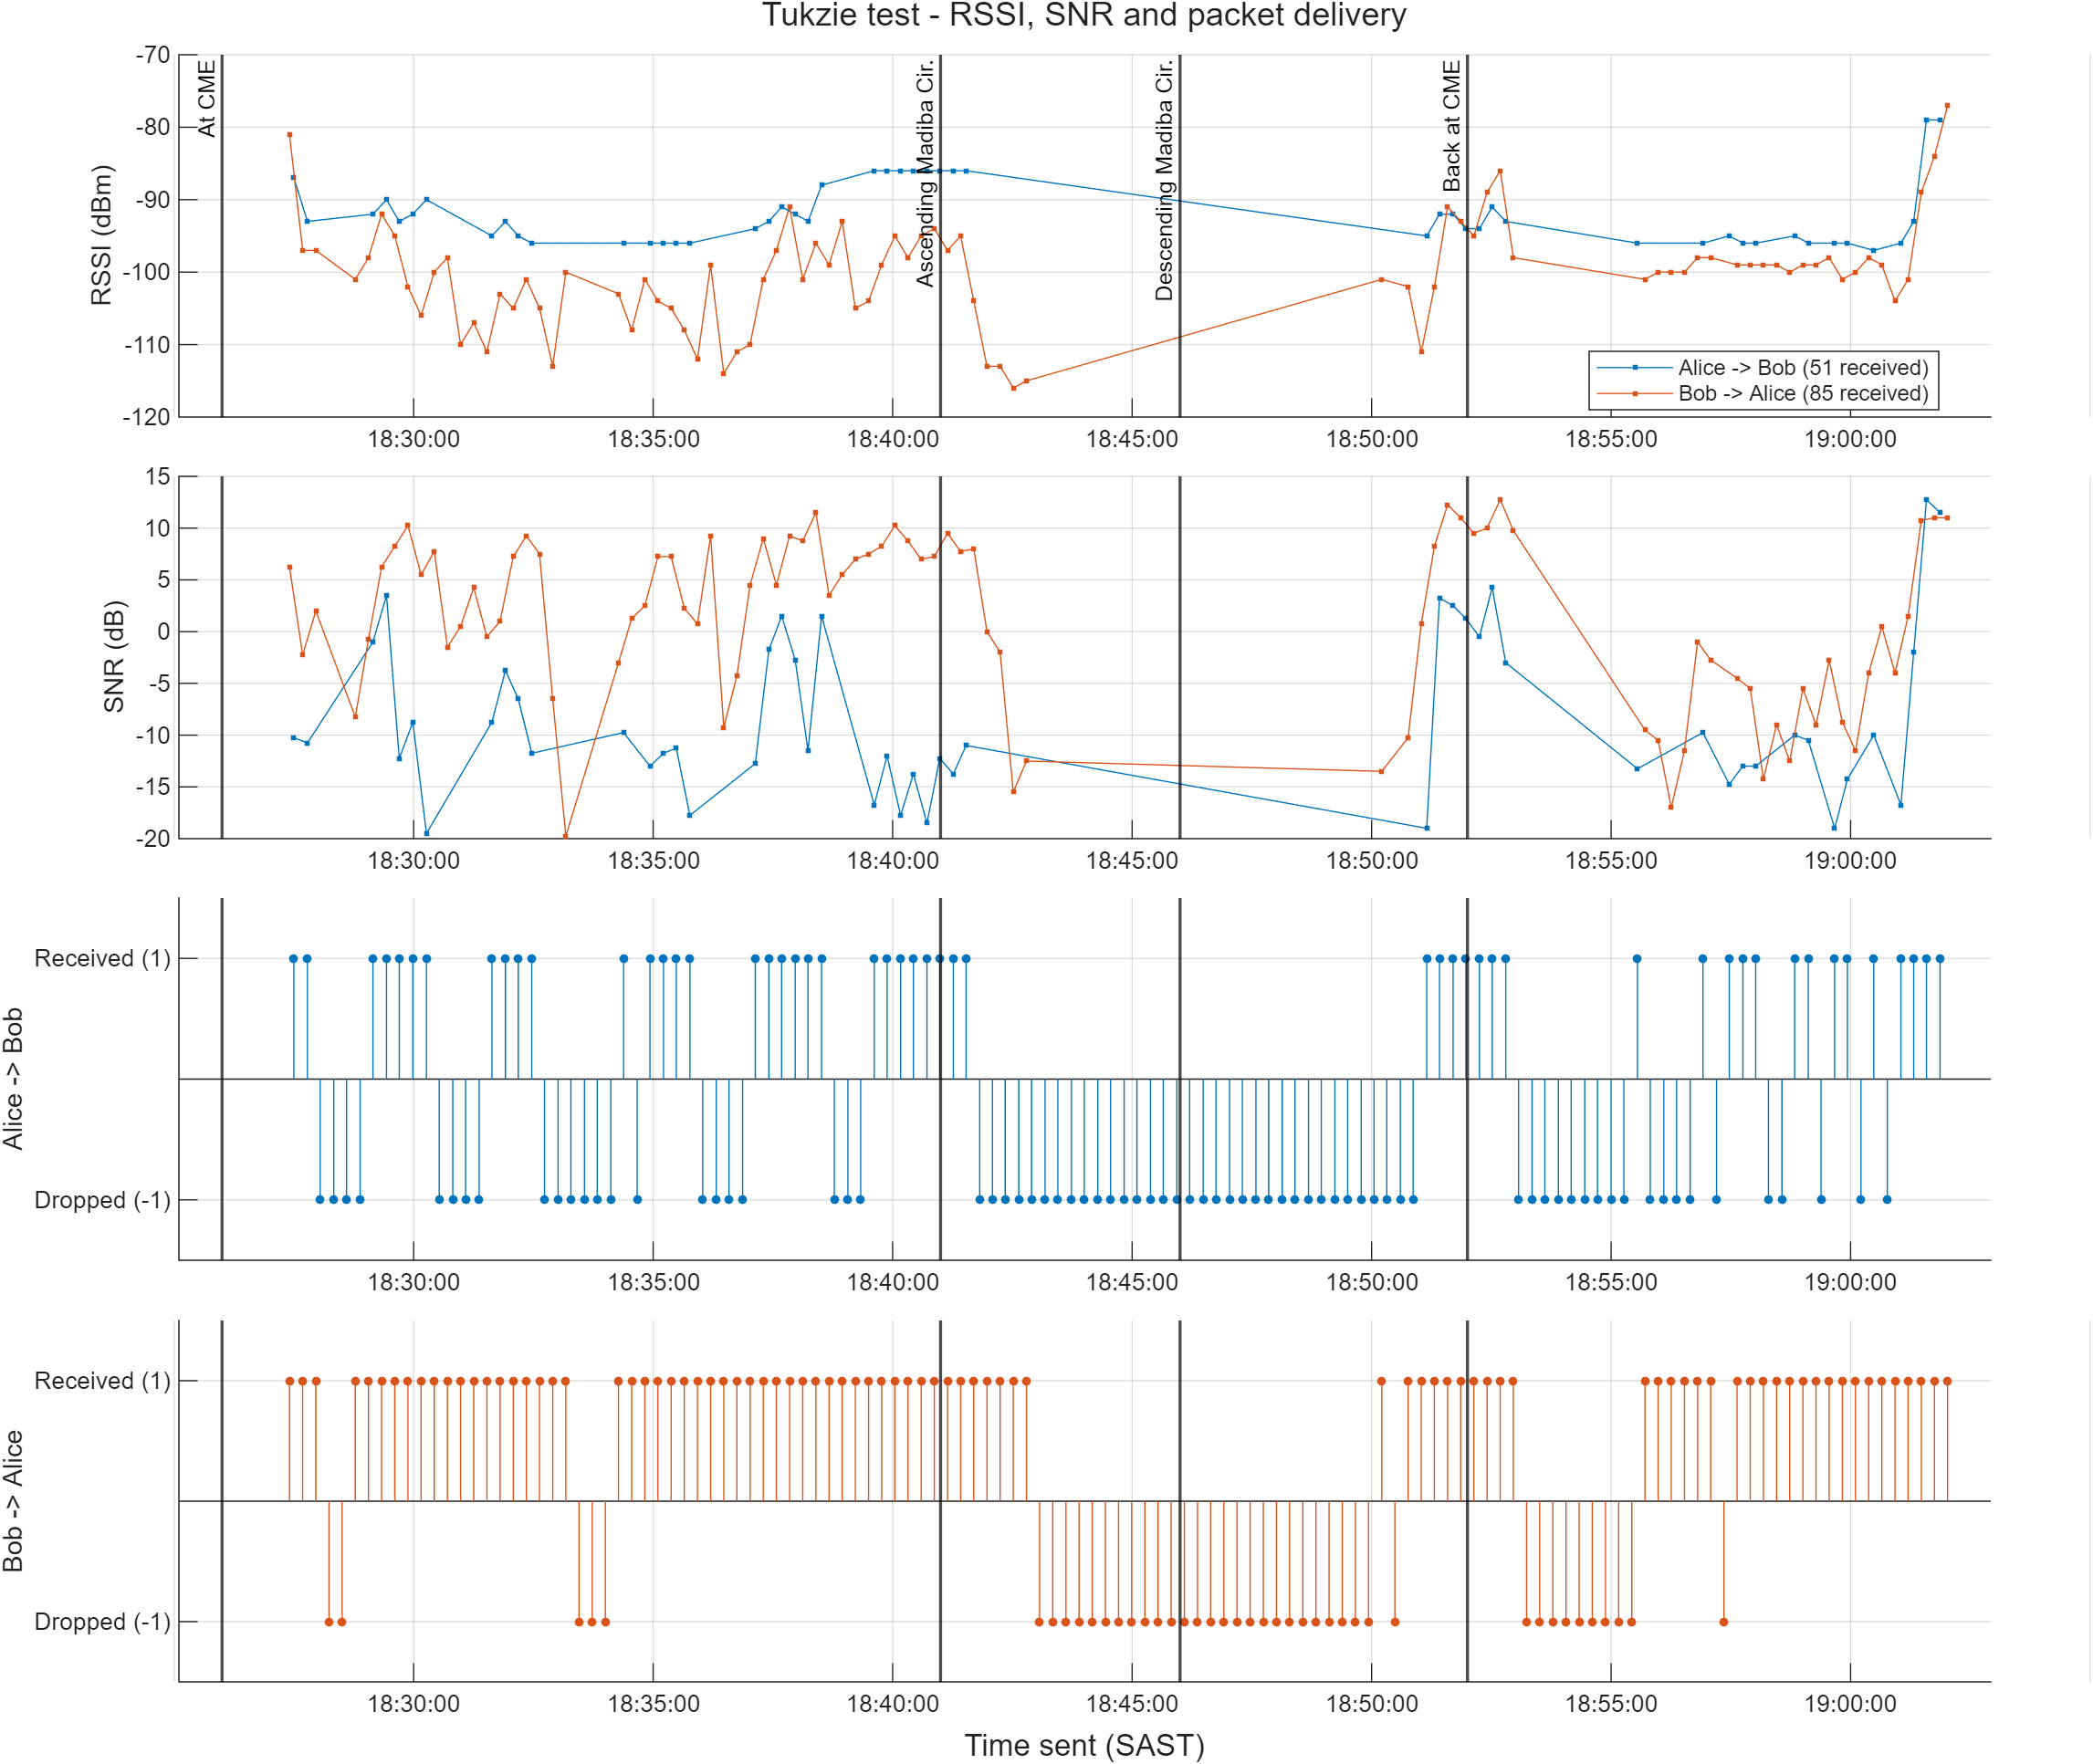 Tukzie test - RSSI, SNR and packet delivery
RSSI (dBm)
-70
-80
-90
-100
-110
-120
At CME
Ascending Madiba Cir.
Descending Madiba Cir.
Back at CME
Alice -> Bob (51 received)
Bob -> Alice (85 received)
18:30:00 18:35:00 18:40:00 18:45:00 18:50:00 18:55:00 19:00:00
SNR (dB)
15
10
5
0
-5
-10
-15
-20
18:30:00 18:35:00 18:40:00 18:45:00 18:50:00 18:55:00 19:00:00
Alice -> Bob
Received (1)
Dropped (-1)
18:30:00 18:35:00 18:40:00 18:45:00 18:50:00 18:55:00 19:00:00
Bob -> Alice
Received (1)
Dropped (-1)
18:30:00 18:35:00 18:40:00 18:45:00 18:50:00 18:55:00 19:00:00
Time sent (SAST)